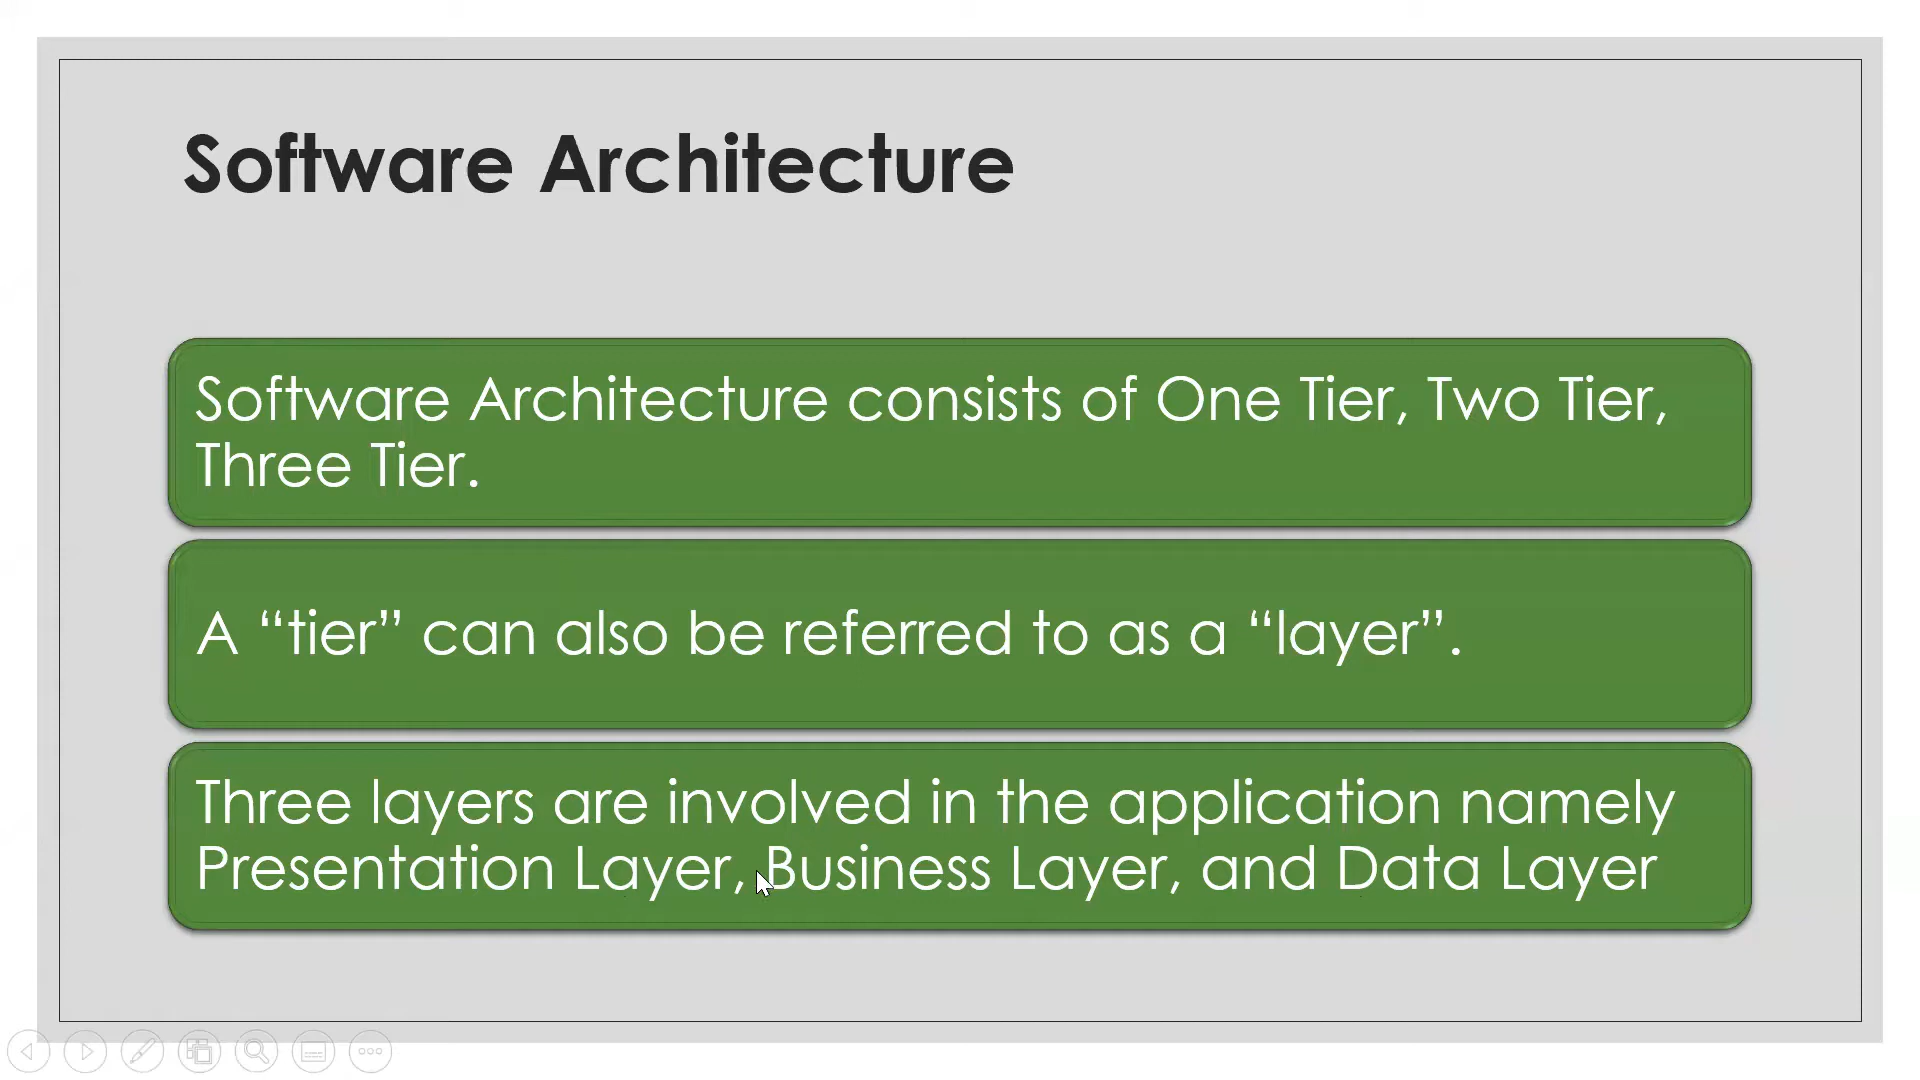 Software Architecture
Software Architecture consists of One Tier, Two Tier,
Three Tier.
A “tier” can also be referred to as a “layer”.
Three layers are involved in the application namely
Presentation Layer, Business Layer, and Data Layer